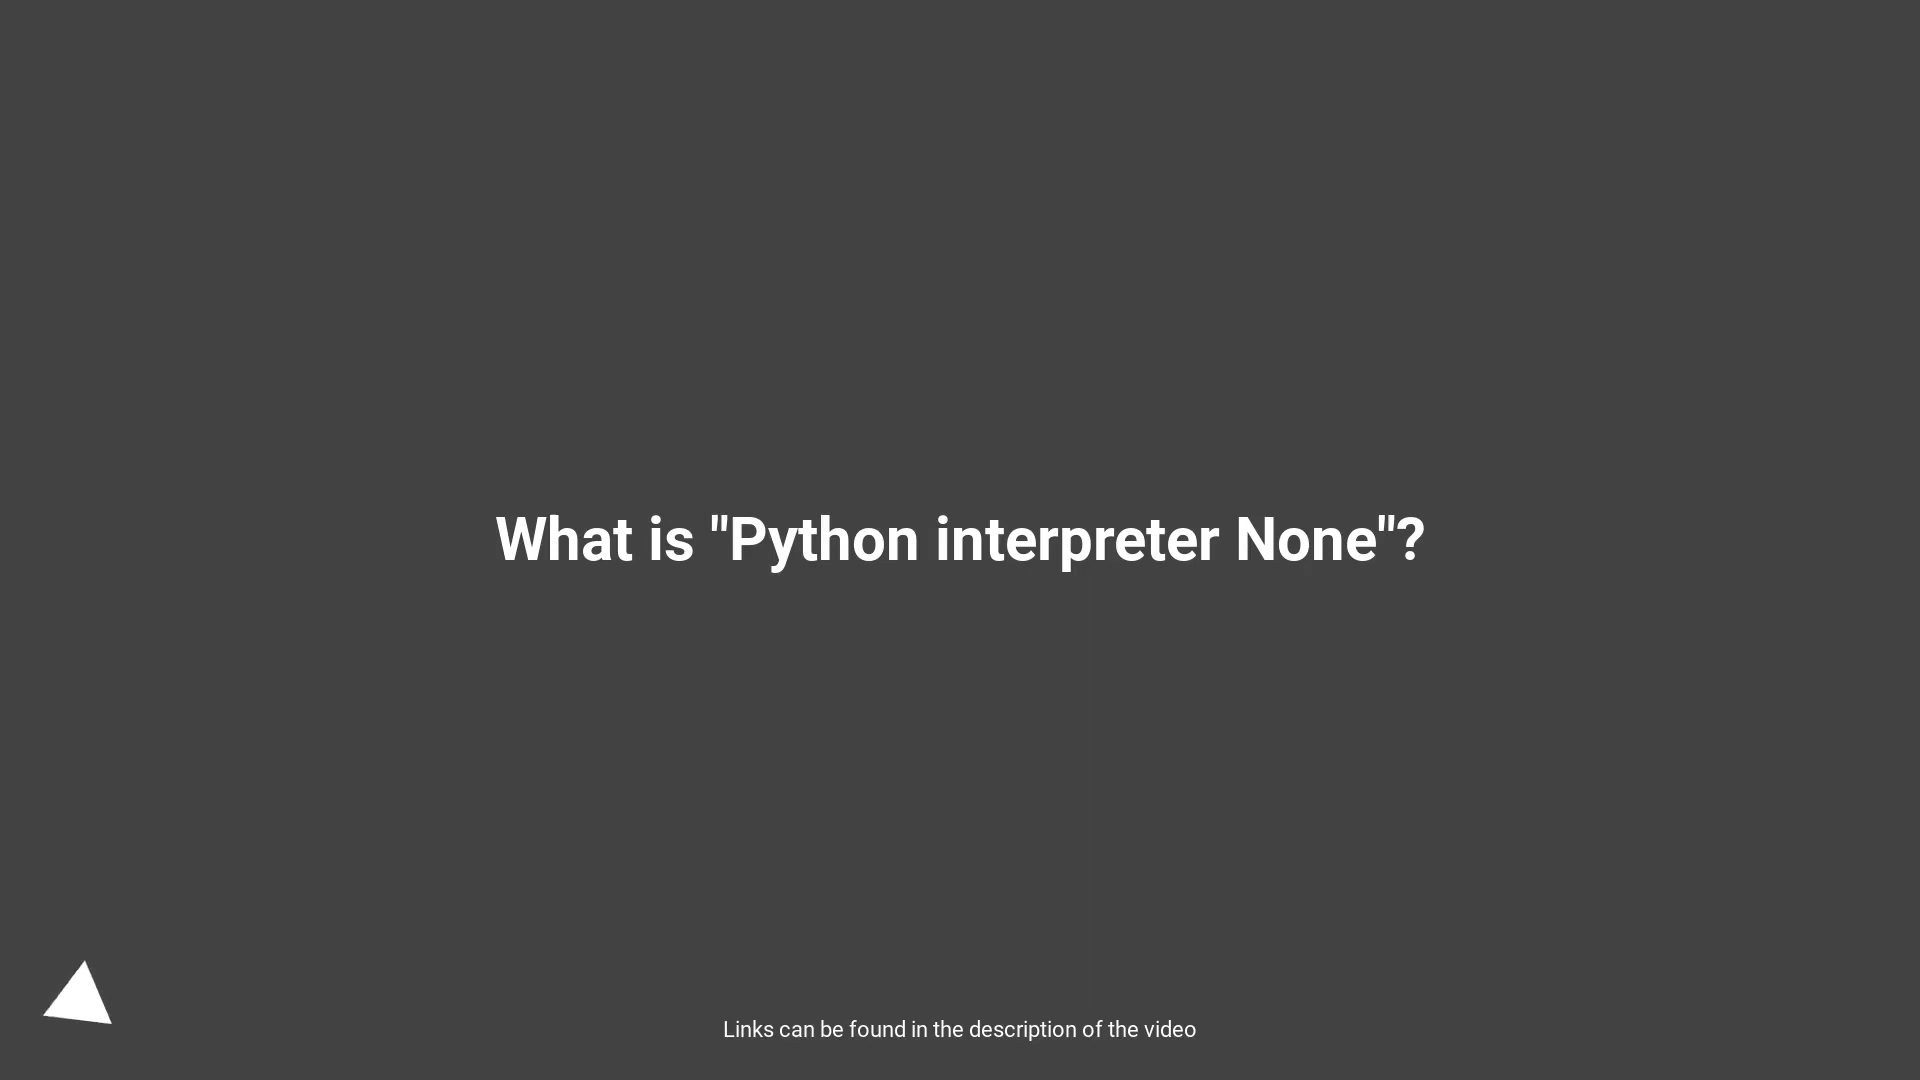 What is "Python interpreter None"?
Links can be found in the description of the video